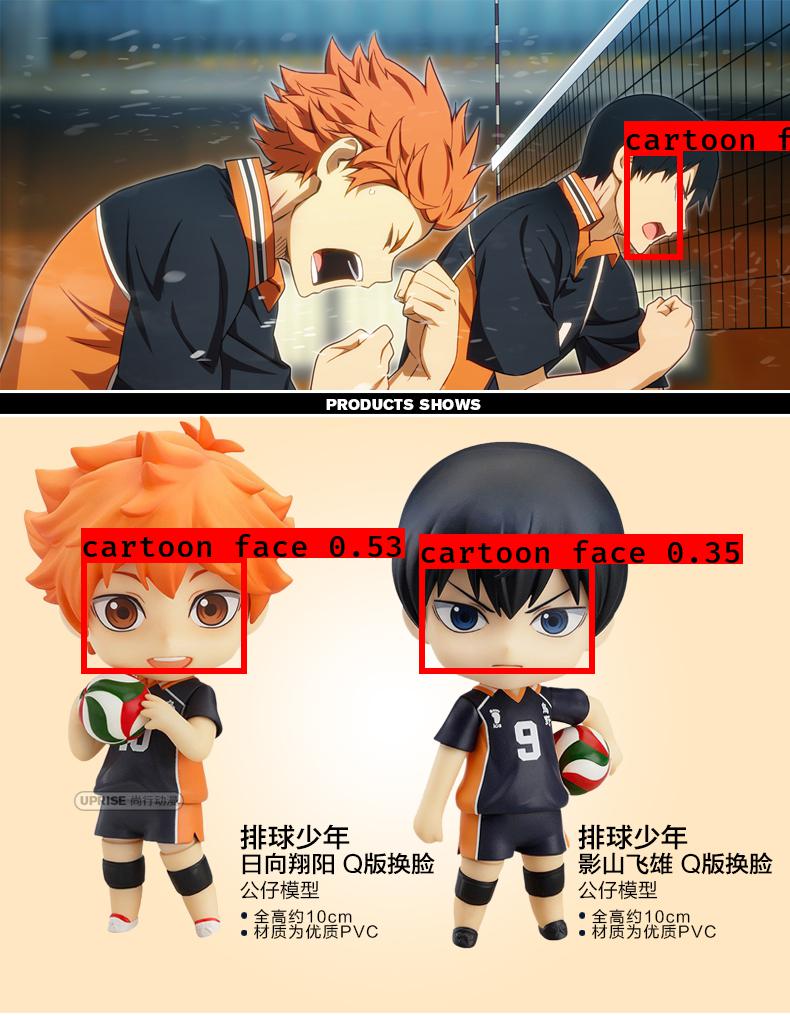 cartoon f
PRODUCTS SHOWS
cartoon face 0.53
cartoon face 0.35
9
UPRISE 尚行动漫
排球少年
日向翔阳 Q版换脸
公仔模型
• 全高约10cm
• 材质为优质PVC
排球少年
影山飞雄 Q版换脸
公仔模型
• 全高约10cm
• 材质为优质PVC